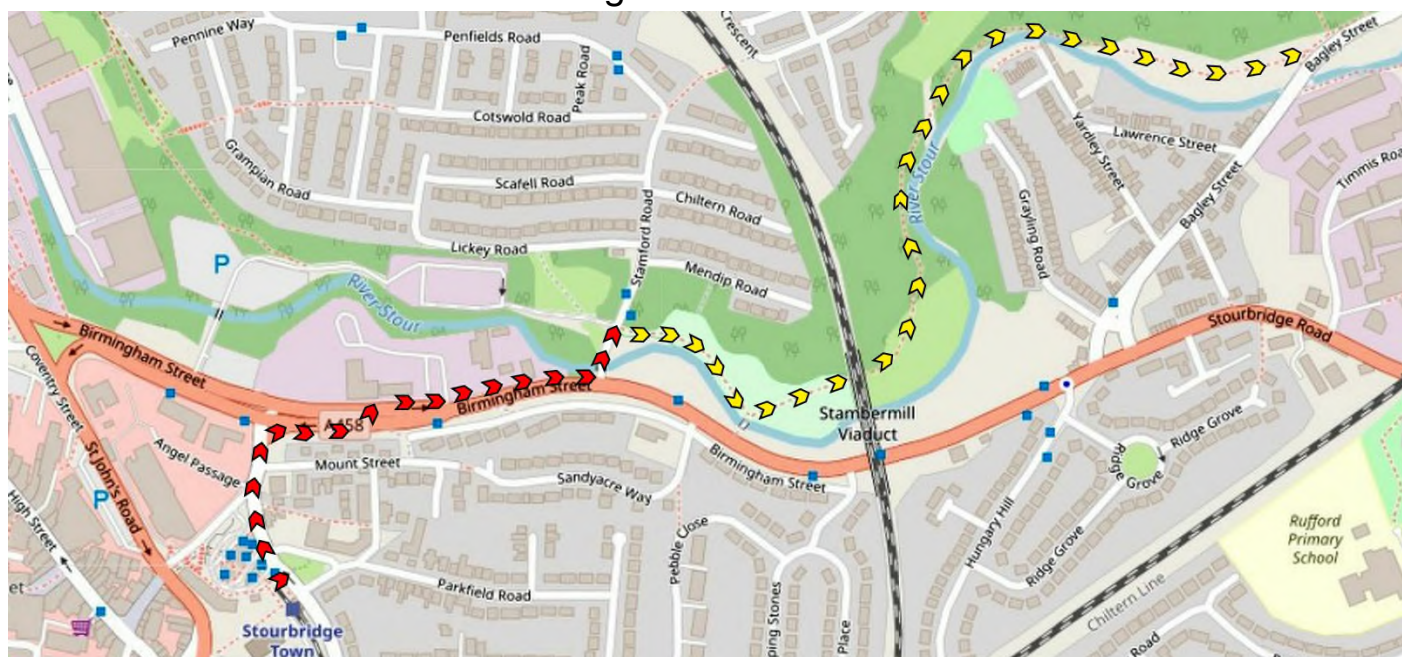 Pennine Way
Penfields Road
Crescent
Bagley Street
Peak Road
Cotswold Road
Grampian Road
Scafell Road
Chiltern Road
Stamford Road
Lickey Road
Mendip Road
P
River Stour
River Stour
Yardley Street
Lawrence Street
Grayling Road
Bagley Street
Timmis Roa
Stourbridge Road
Birmingham Street
Birmingham Street
A458
Coventry Street
St John's Road
Angel Passage
Mount Street
Sandyacre Way
Birmingham Street
Stambermill
Viaduct
Ridge Grove
Ridge Grove
Ridge Grove
Hungary Hill
Rufford
Primary
School
P
High Street
Parkfield Road
Pebble Close
ping Stones
Place
Chiltern Line
Road
et
Stourbridge
Town